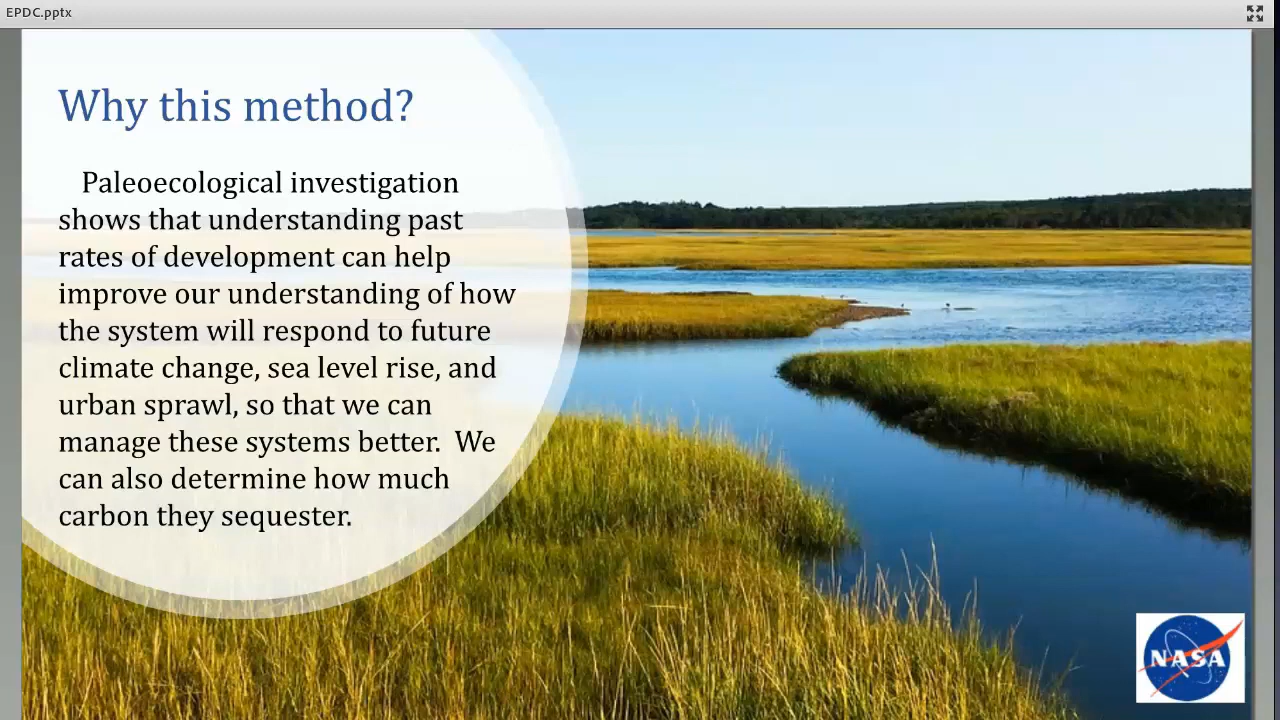 EPDC.pptx
Why this method?
Paleoecological investigation
shows that understanding past
rates of development can help
improve our understanding of how
the system will respond to future
climate change, sea level rise, and
urban sprawl, so that we can
manage these systems better.  We
can also determine how much
carbon they sequester.
NASA